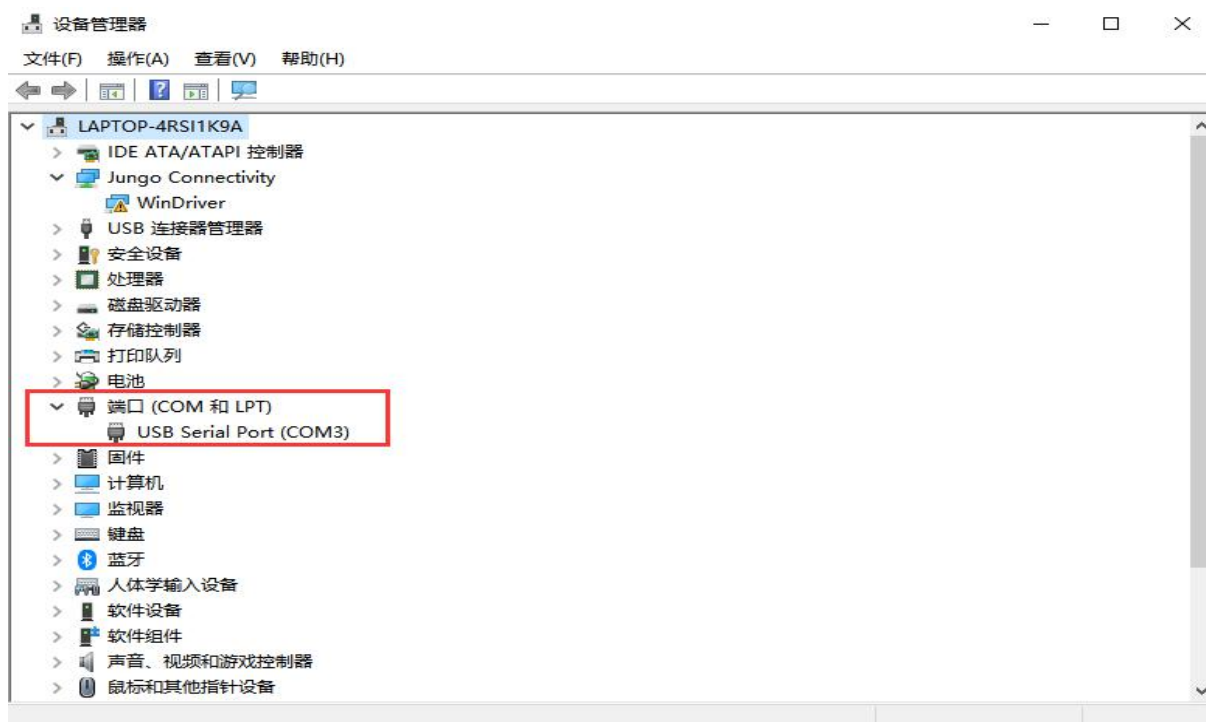 设备管理器
文件(F) 操作(A) 查看(V) 帮助(H)
LAPTOP-4RSI1K9A
IDE ATA/ATAPI 控制器
Jungo Connectivity
WinDriver
USB 连接器管理器
安全设备
处理器
磁盘驱动器
存储控制器
打印队列
电池
端口 (COM 和 LPT)
USB Serial Port (COM3)
固件
计算机
监视器
键盘
蓝牙
人体学输入设备
软件设备
软件组件
声音、视频和游戏控制器
鼠标和其他指针设备